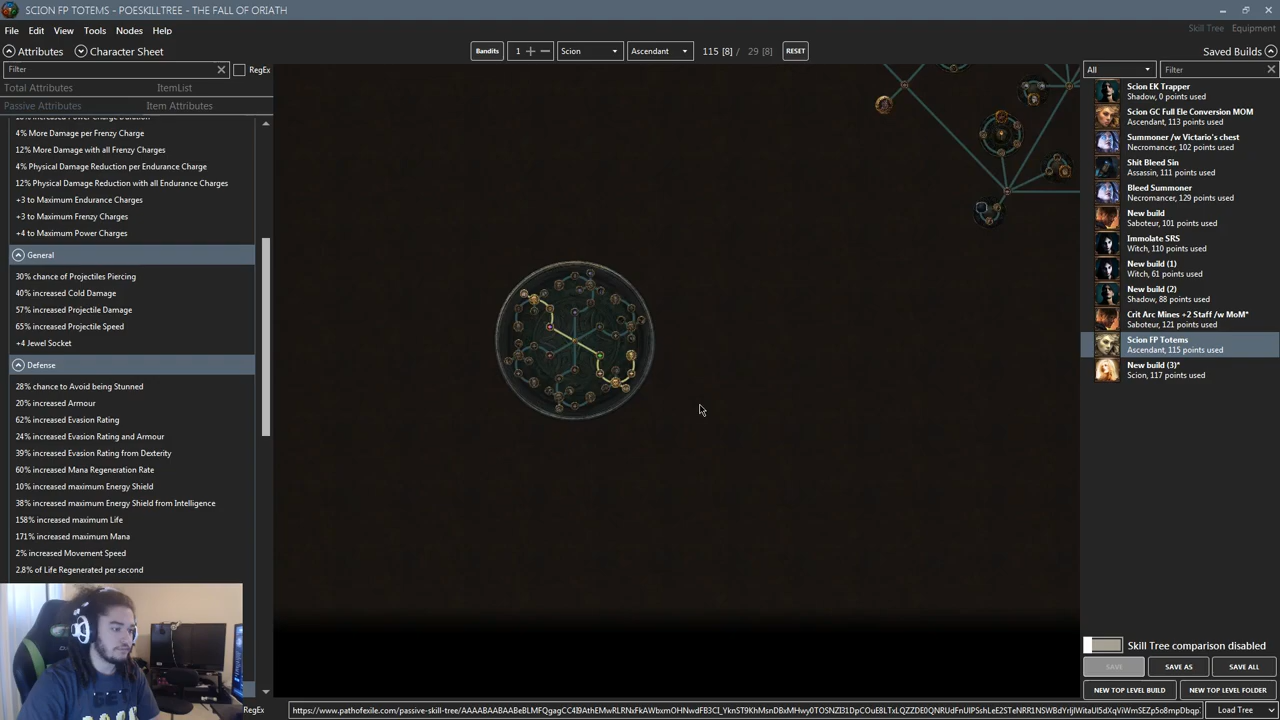 SCION FP TOTEMS - POESKILLTREE - THE FALL OF ORIATH
File Edit View Tools Nodes Help
Skill Tree Equipment
Attributes Character Sheet
Bandits 1 Scion Ascendant 115 [8] / 29 [8] RESET
Saved Builds
Filter RegEx
All Filter
Total Attributes ItemList
Passive Attributes Item Attributes
4% More Damage per Frenzy Charge
12% More Damage with all Frenzy Charges
4% Physical Damage Reduction per Endurance Charge
12% Physical Damage Reduction with all Endurance Charges
+3 to Maximum Endurance Charges
+3 to Maximum Frenzy Charges
+4 to Maximum Power Charges
General
30% chance of Projectiles Piercing
40% increased Cold Damage
57% increased Projectile Damage
65% increased Projectile Speed
+4 Jewel Socket
Defense
28% chance to Avoid being Stunned
20% increased Armour
62% increased Evasion Rating
24% increased Evasion Rating and Armour
39% increased Evasion Rating from Dexterity
60% increased Mana Regeneration Rate
10% increased maximum Energy Shield
38% increased maximum Energy Shield from Intelligence
158% increased maximum Life
171% increased maximum Mana
2% increased Movement Speed
2.8% of Life Regenerated per second
Scion EK Trapper
Shadow, 0 points used
Scion GC Full Ele Conversion MOM
Ascendant, 113 points used
Summoner /w Victario's chest
Necromancer, 102 points used
Shit Bleed Sin
Assassin, 111 points used
Bleed Summoner
Necromancer, 129 points used
New build
Saboteur, 101 points used
Immolate SRS
Witch, 110 points used
New build (1)
Witch, 61 points used
New build (2)
Shadow, 88 points used
Crit Arc Mines +2 Staff /w MoM*
Saboteur, 121 points used
Scion FP Totems
Ascendant, 115 points used
New build (3)*
Scion, 117 points used
Skill Tree comparison disabled
SAVE SAVE AS SAVE ALL
NEW TOP LEVEL BUILD NEW TOP LEVEL FOLDER
RegEx
Load Tree